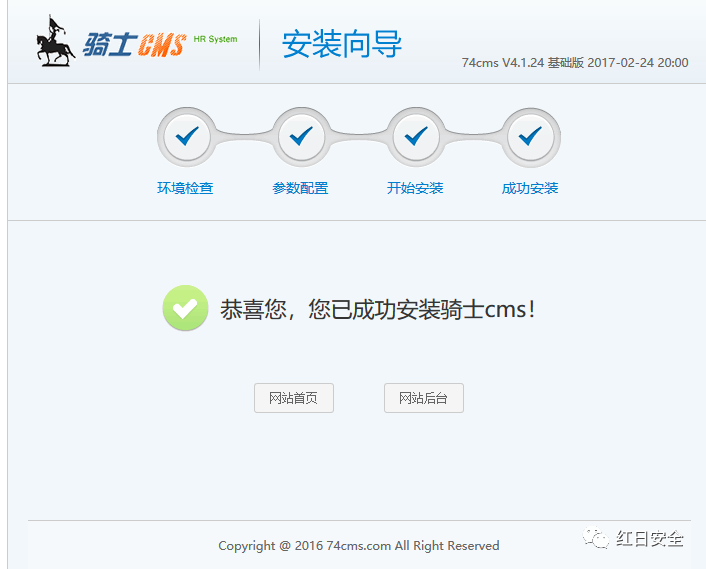 骑士CMS HR System 安装向导
74cms V4.1.24 基础版 2017-02-24 20:00
环境检查 参数配置 开始安装 成功安装
恭喜您，您已成功安装骑士cms！
网站首页 网站后台
红日安全
Copyright @ 2016 74cms.com All Right Reserved